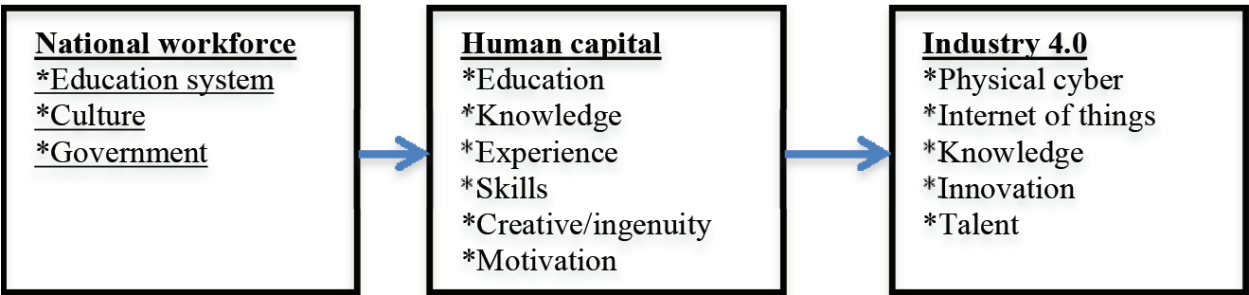 National workforce
*Education system
*Culture
*Government
Human capital
*Education
*Knowledge
*Experience
*Skills
*Creative/ingenuity
*Motivation
Industry 4.0
*Physical cyber
*Internet of things
*Knowledge
*Innovation
*Talent